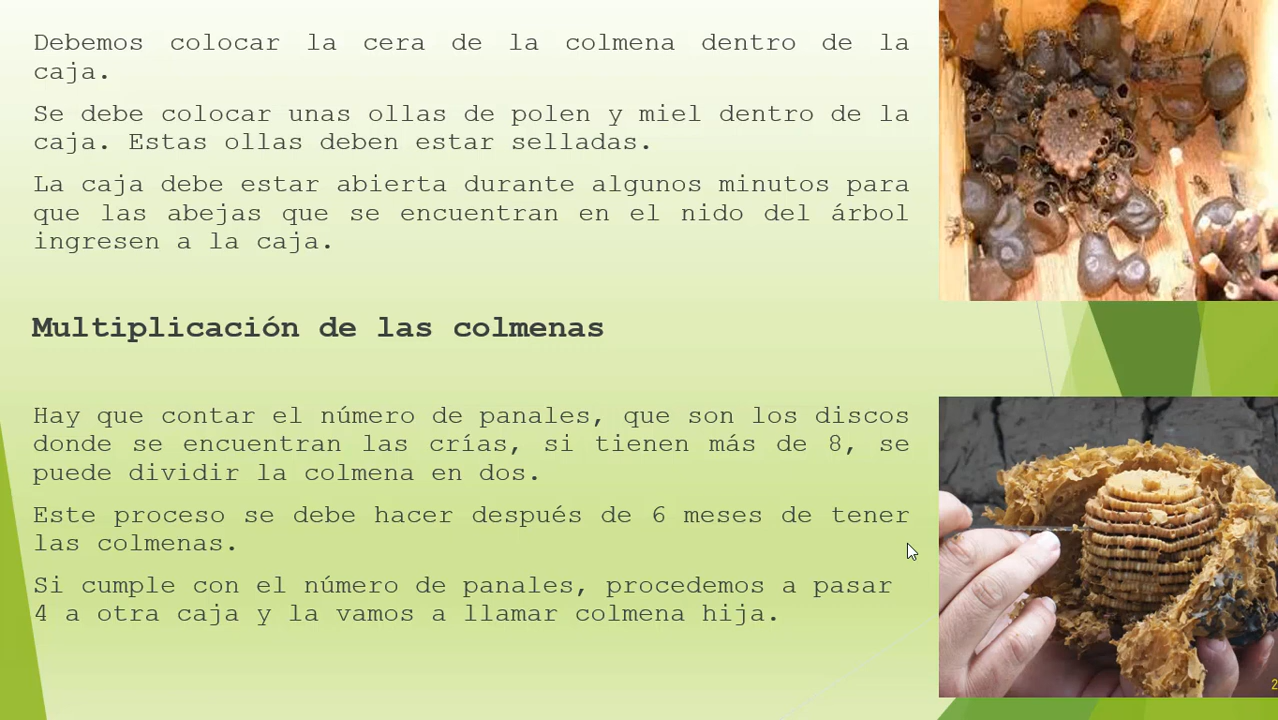 Debemos colocar la cera de la colmena dentro de la
caja.
Se debe colocar unas ollas de polen y miel dentro de la
caja. Estas ollas deben estar selladas.
La caja debe estar abierta durante algunos minutos para
que las abejas que se encuentran en el nido del árbol
ingresen a la caja.
Multiplicación de las colmenas
Hay que contar el número de panales, que son los discos
donde se encuentran las crías, si tienen más de 8, se
puede dividir la colmena en dos.
Este proceso se debe hacer después de 6 meses de tener
las colmenas.
Si cumple con el número de panales, procedemos a pasar
4 a otra caja y la vamos a llamar colmena hija.